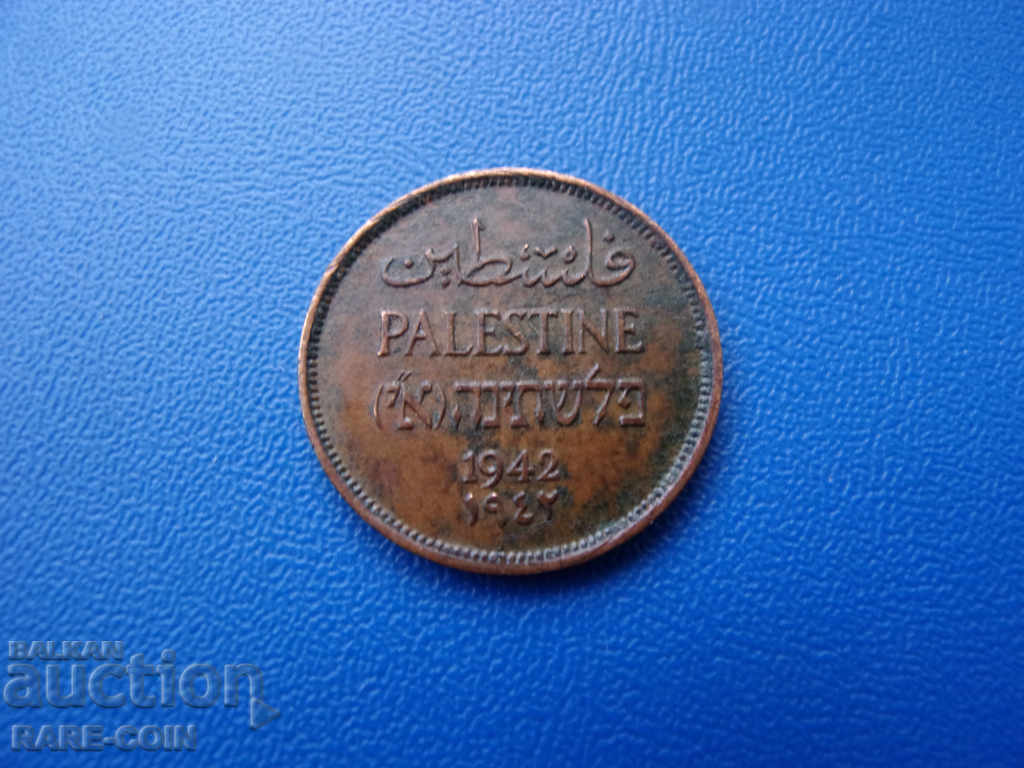 فلسطين
PALESTINE
פלשתינה (א״י)
1942
١٩٤٢
BALKAN
auction
RARE-COIN